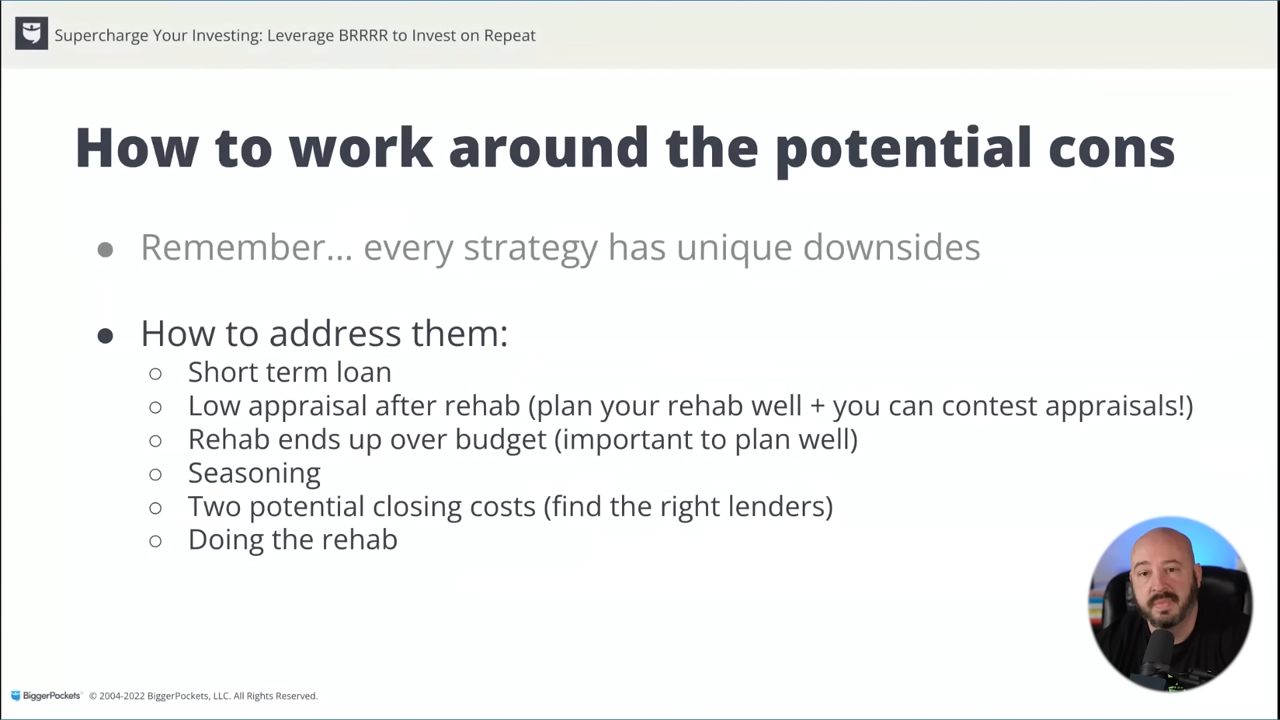 Supercharge Your Investing: Leverage BRRRR to Invest on Repeat
How to work around the potential cons
● Remember... every strategy has unique downsides
● How to address them:
○ Short term loan
○ Low appraisal after rehab (plan your rehab well + you can contest appraisals!)
○ Rehab ends up over budget (important to plan well)
○ Seasoning
○ Two potential closing costs (find the right lenders)
○ Doing the rehab
BiggerPockets © 2004-2022 BiggerPockets, LLC. All Rights Reserved.